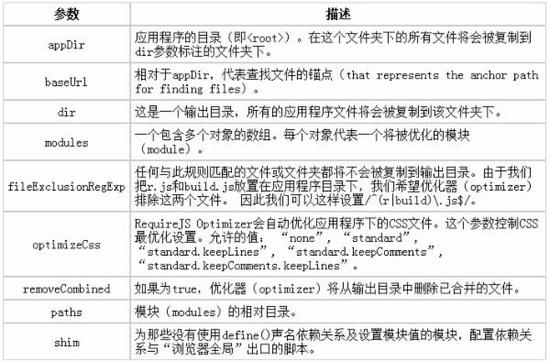 参数 描述
appDir 应用程序的目录（即<root>）。在这个文件夹下的所有文件将会被复制到
dir参数标注的文件夹下。
baseUrl 相对于appDir，代表查找文件的锚点（that represents the anchor path
for finding files）。
dir 这是一个输出目录，所有的应用程序文件将会被复制到该文件夹下。
modules 一个包含多个对象的数组。每个对象代表一个将被优化的模块
（module）。
fileExclusionRegExp 任何与此规则匹配的文件或文件夹都将不会被复制到输出目录。由于我们
把r.js和build.js放置在应用程序目录下，我们希望优化器（optimizer）
排除这两个文件。 因此我们可以这样设置/^(r|build)\.js$/。
optimizeCss RequireJS Optimizer会自动优化应用程序下的CSS文件。这个参数控制CSS
最优化设置。允许的值： “none”，“standard”，
“standard.keepLines”，“standard.keepComments”，
“standard.keepComments.keepLines”。
removeCombined 如果为true，优化器（optimizer）将从输出目录中删除已合并的文件。
paths 模块（modules）的相对目录。
shim 为那些没有使用define()声名依赖关系及设置模块值的模块，配置依赖关
系与“浏览器全局”出口的脚本。